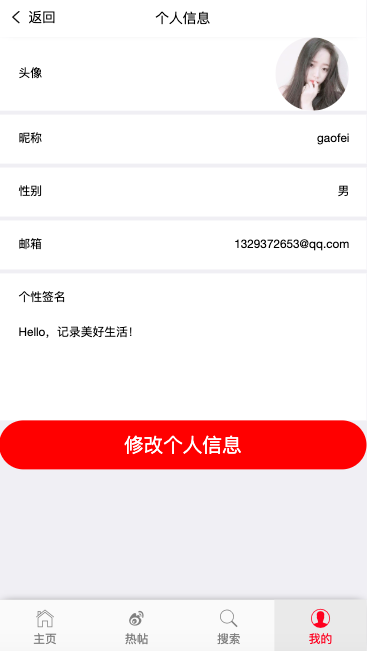 返回
个人信息
头像
昵称
gaofei
性别
男
邮箱
1329372653@qq.com
个性签名
Hello，记录美好生活！
修改个人信息
主页
热帖
搜索
我的